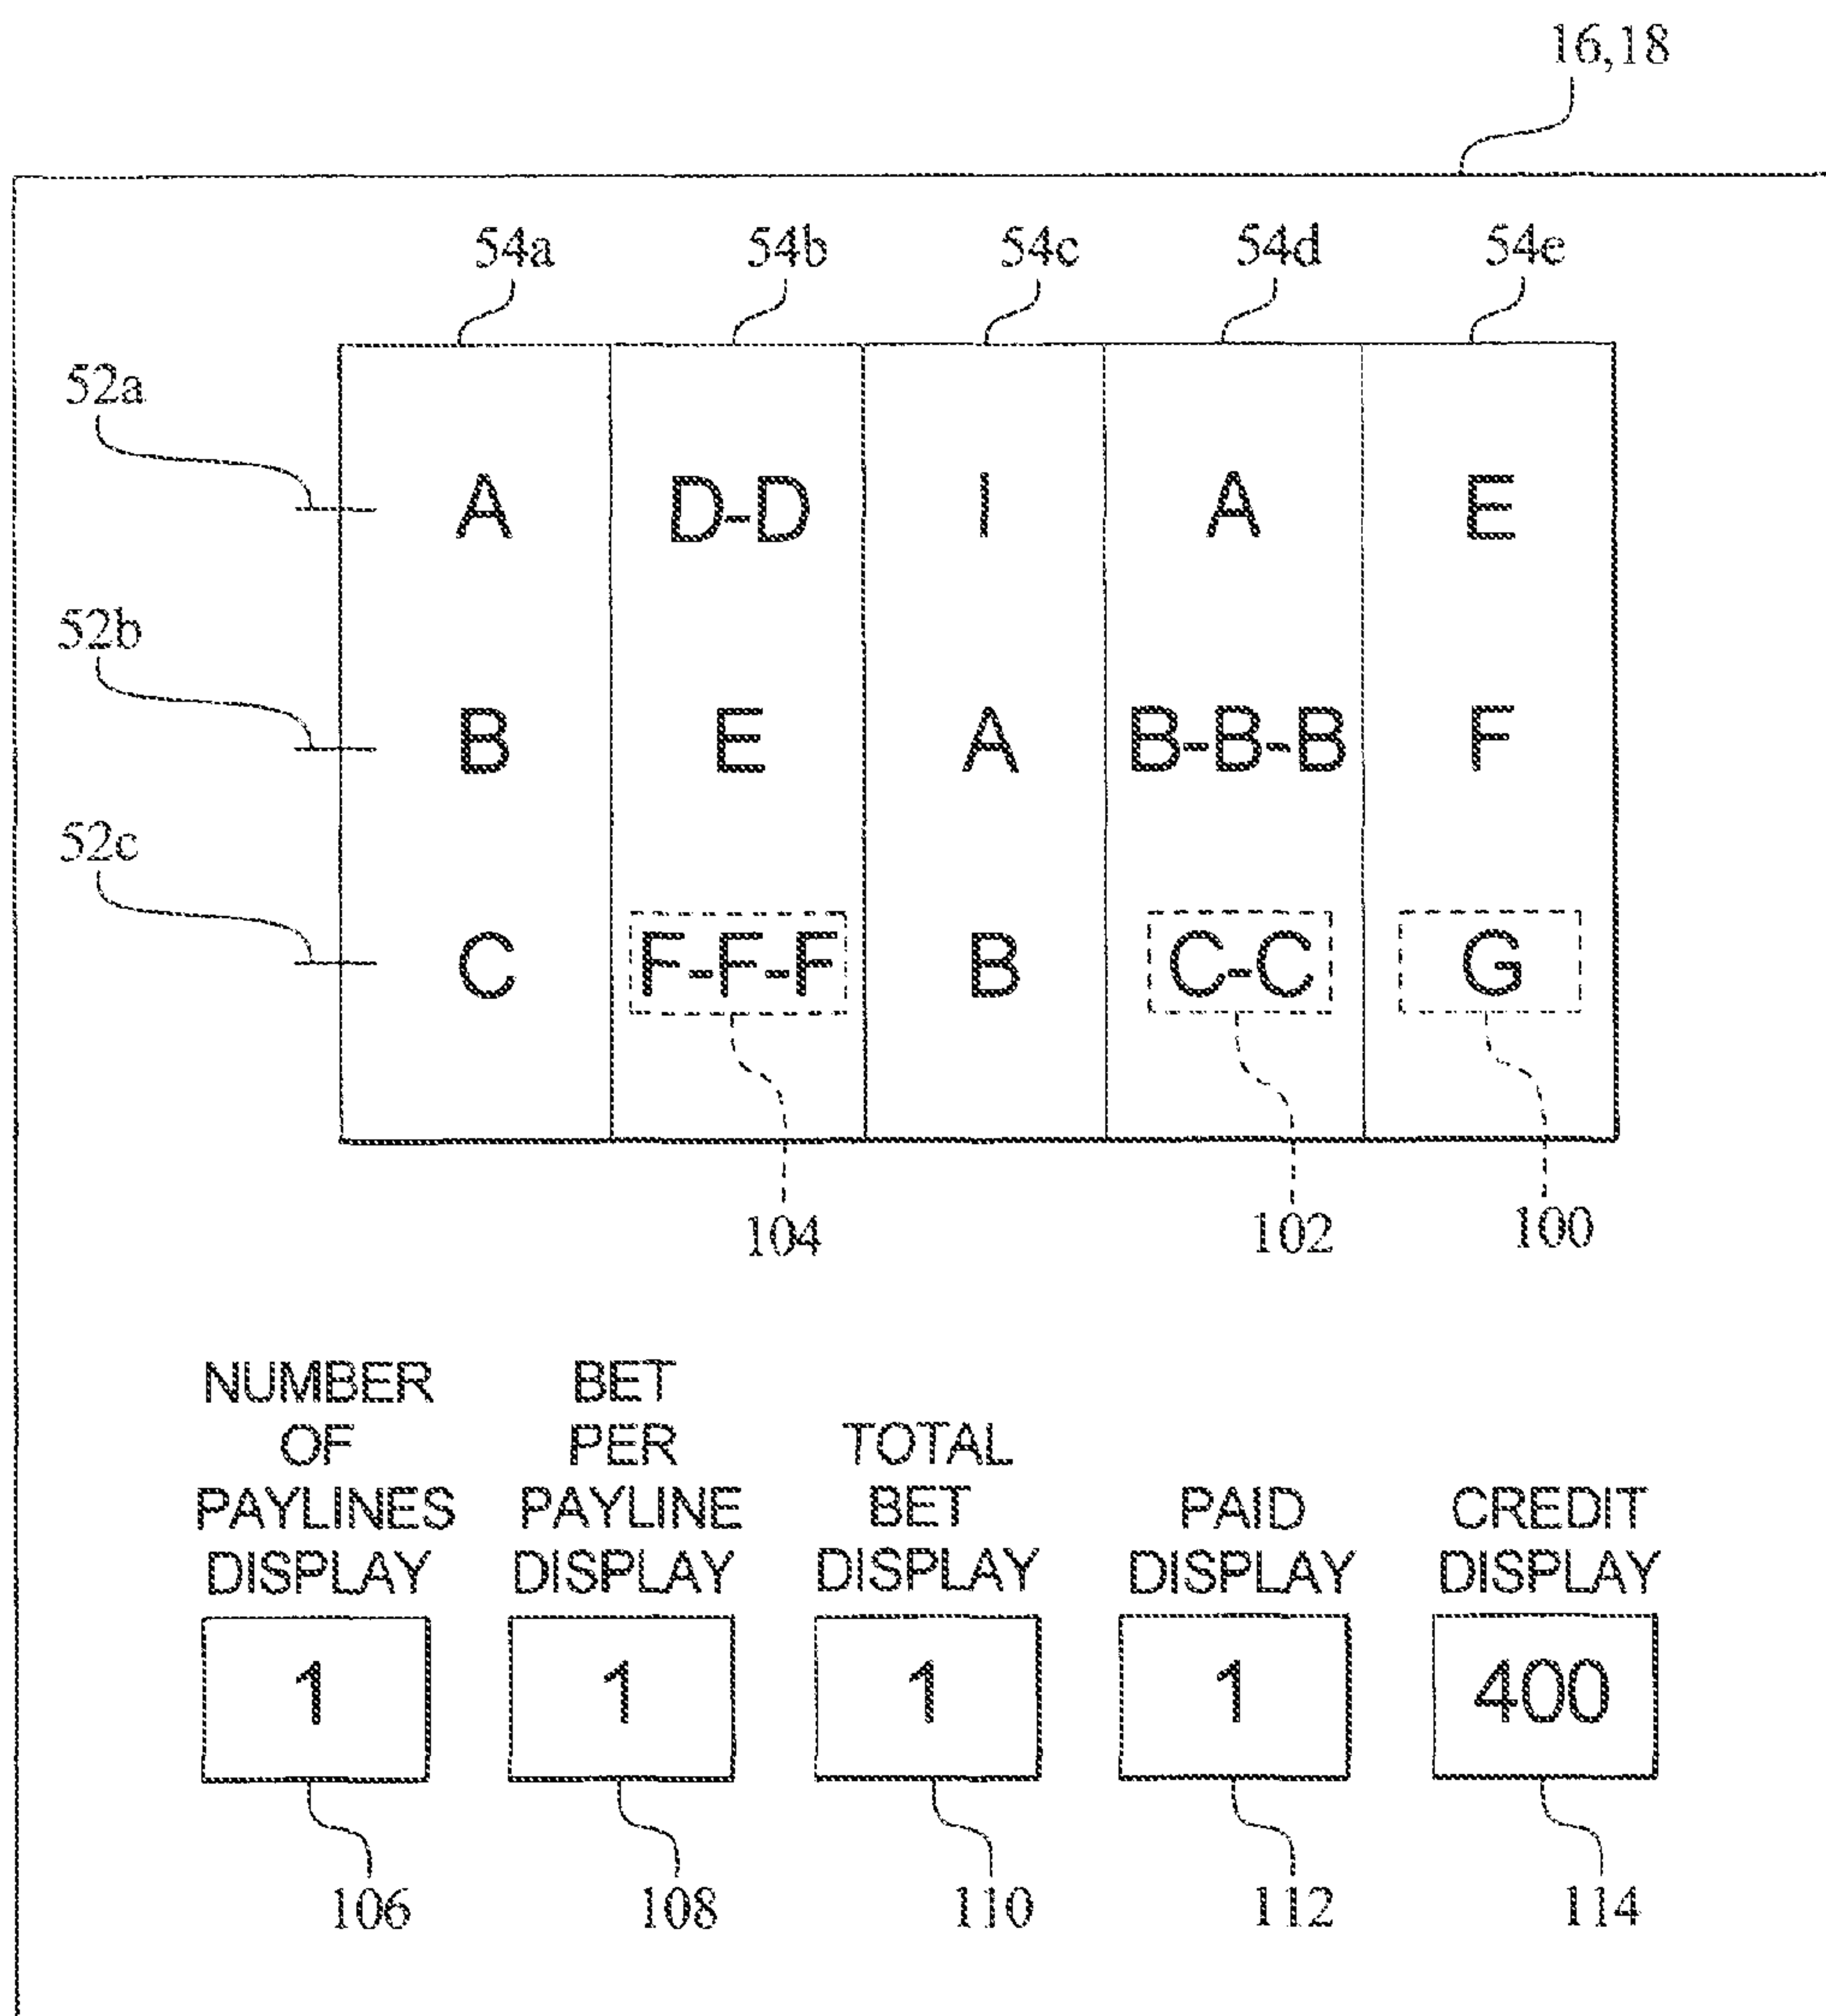 16,18
54a 54b 54c 54d 54e
52a
A D-D I A E
52b
B E A B-B-B F
52c
C F-F-F B C-C G
104 102 100
NUMBER OF PAYLINES DISPLAY
BET PER PAYLINE DISPLAY
TOTAL BET DISPLAY
PAID DISPLAY
CREDIT DISPLAY
1 1 1 1 400
106 108 110 112 114